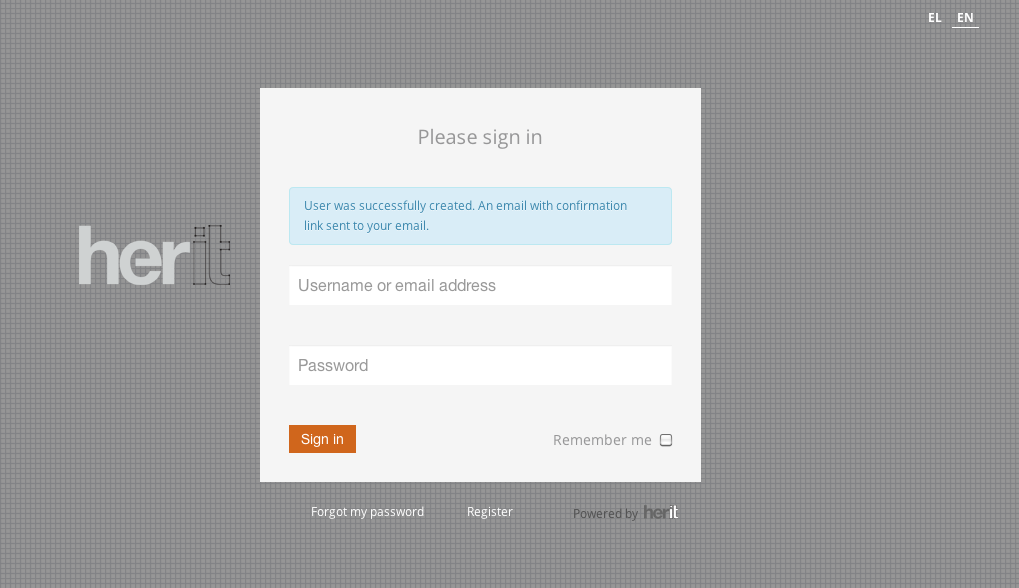 EL EN
Please sign in
User was successfully created. An email with confirmation
link sent to your email.
herit
Username or email address
Password
Sign in Remember me
Forgot my password Register Powered by herit